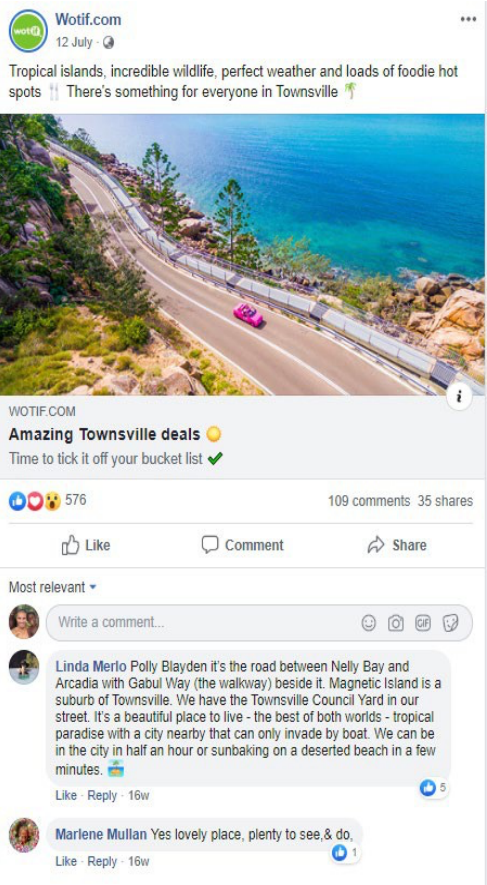 wotif
Wotif.com
12 July ·
Tropical islands, incredible wildlife, perfect weather and loads of foodie hot
spots 🍴 There's something for everyone in Townsville 🌴
i
WOTIF.COM
Amazing Townsville deals 🟡
Time to tick it off your bucket list ✔
576
109 comments 35 shares
Like Comment Share
Most relevant
Write a comment...
GIF
Linda Merlo Polly Blayden it's the road between Nelly Bay and
Arcadia with Gabul Way (the walkway) beside it. Magnetic Island is a
suburb of Townsville. We have the Townsville Council Yard in our
street. It's a beautiful place to live - the best of both worlds - tropical
paradise with a city nearby that can only invade by boat. We can be
in the city in half an hour or sunbaking on a deserted beach in a few
minutes. 🏝
5
Like · Reply · 16w
Marlene Mullan Yes lovely place, plenty to see,& do,
1
Like · Reply · 16w